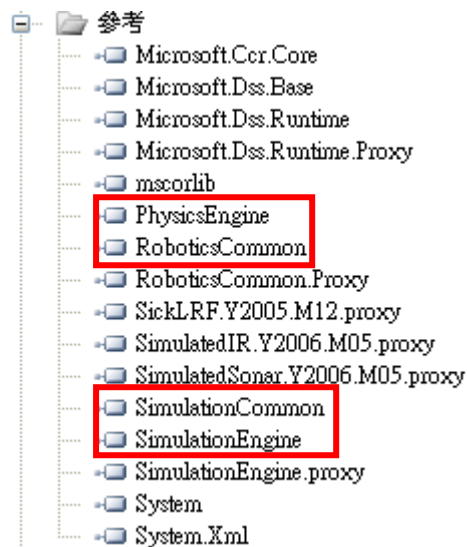 參考
Microsoft.Ccr.Core
Microsoft.Dss.Base
Microsoft.Dss.Runtime
Microsoft.Dss.Runtime.Proxy
mscorlib
PhysicsEngine
RoboticsCommon
RoboticsCommon.Proxy
SickLRF.Y2005.M12.proxy
SimulatedIR.Y2006.M05.proxy
SimulatedSonar.Y2006.M05.proxy
SimulationCommon
SimulationEngine
SimulationEngine.proxy
System
System.Xml